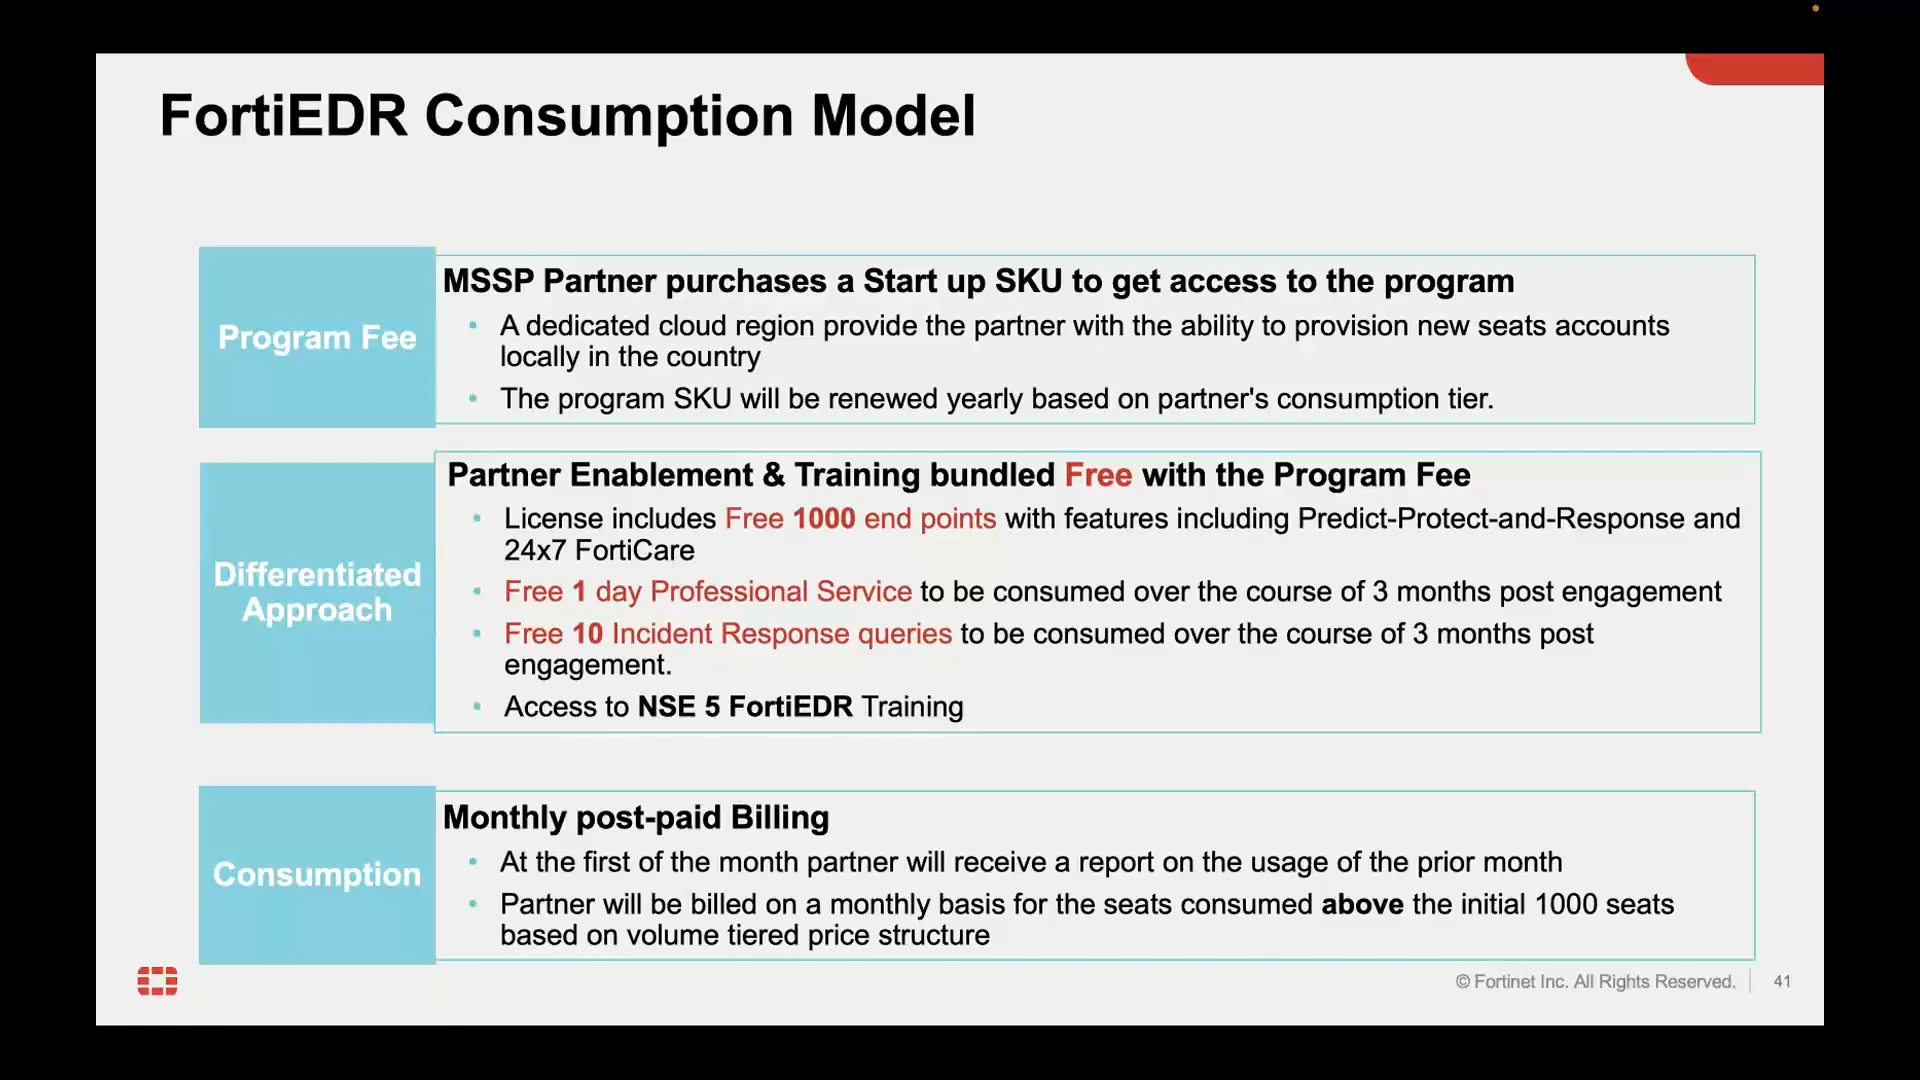 FortiEDR Consumption Model
Program Fee
MSSP Partner purchases a Start up SKU to get access to the program
• A dedicated cloud region provide the partner with the ability to provision new seats accounts
locally in the country
• The program SKU will be renewed yearly based on partner's consumption tier.
Differentiated
Approach
Partner Enablement & Training bundled Free with the Program Fee
• License includes Free 1000 end points with features including Predict-Protect-and-Response and
24x7 FortiCare
• Free 1 day Professional Service to be consumed over the course of 3 months post engagement
• Free 10 Incident Response queries to be consumed over the course of 3 months post
engagement.
• Access to NSE 5 FortiEDR Training
Consumption
Monthly post-paid Billing
• At the first of the month partner will receive a report on the usage of the prior month
• Partner will be billed on a monthly basis for the seats consumed above the initial 1000 seats
based on volume tiered price structure
© Fortinet Inc. All Rights Reserved. 41